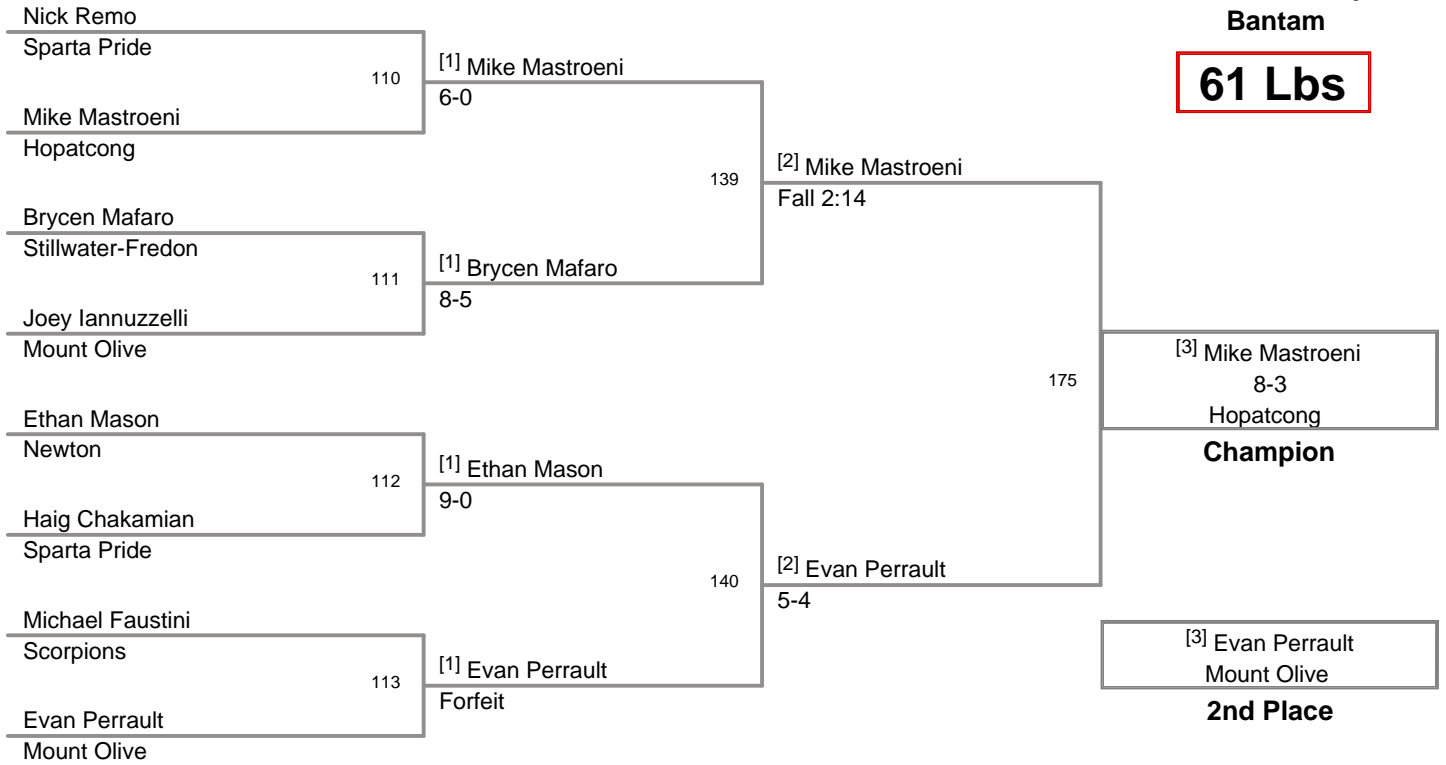 Bantam
61 Lbs
Nick Remo
Sparta Pride
110
Mike Mastroeni
Hopatcong
[1] Mike Mastroeni
6-0
Brycen Mafaro
Stillwater-Fredon
111
Joey Iannuzzelli
Mount Olive
[1] Brycen Mafaro
8-5
139
[2] Mike Mastroeni
Fall 2:14
Ethan Mason
Newton
112
Haig Chakamian
Sparta Pride
[1] Ethan Mason
9-0
Michael Faustini
Scorpions
113
Evan Perrault
Mount Olive
[1] Evan Perrault
Forfeit
140
[2] Evan Perrault
5-4
175
[3] Mike Mastroeni
8-3
Hopatcong
Champion
[3] Evan Perrault
Mount Olive
2nd Place